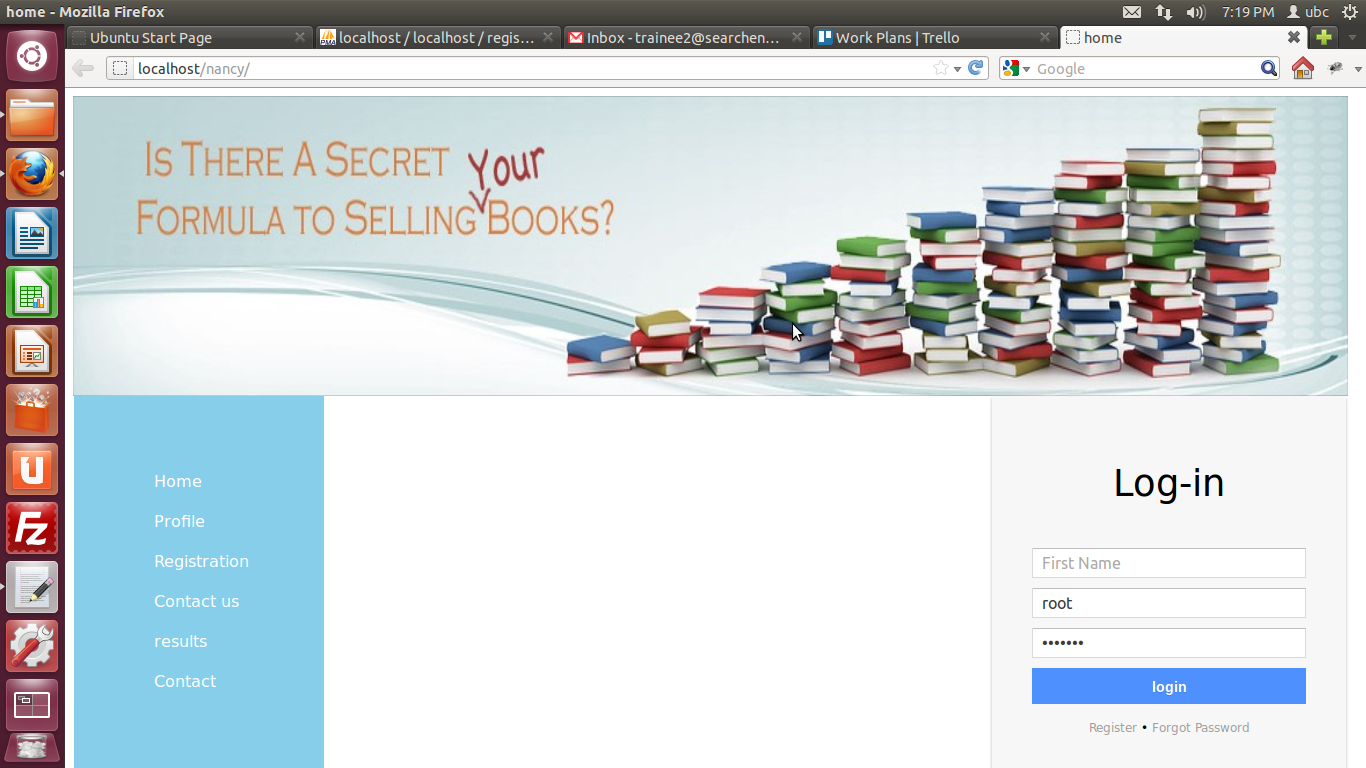 home - Mozilla Firefox
7:19 PM
ubc
Ubuntu Start Page
localhost / localhost / regis...
Inbox - trainee2@searchen...
Work Plans | Trello
home
localhost/nancy/
Google
Is There A Secret Your
Formula to Selling Books?
Home
Profile
Registration
Contact us
results
Contact
Log-in
First Name
root
•••••••
login
Register • Forgot Password